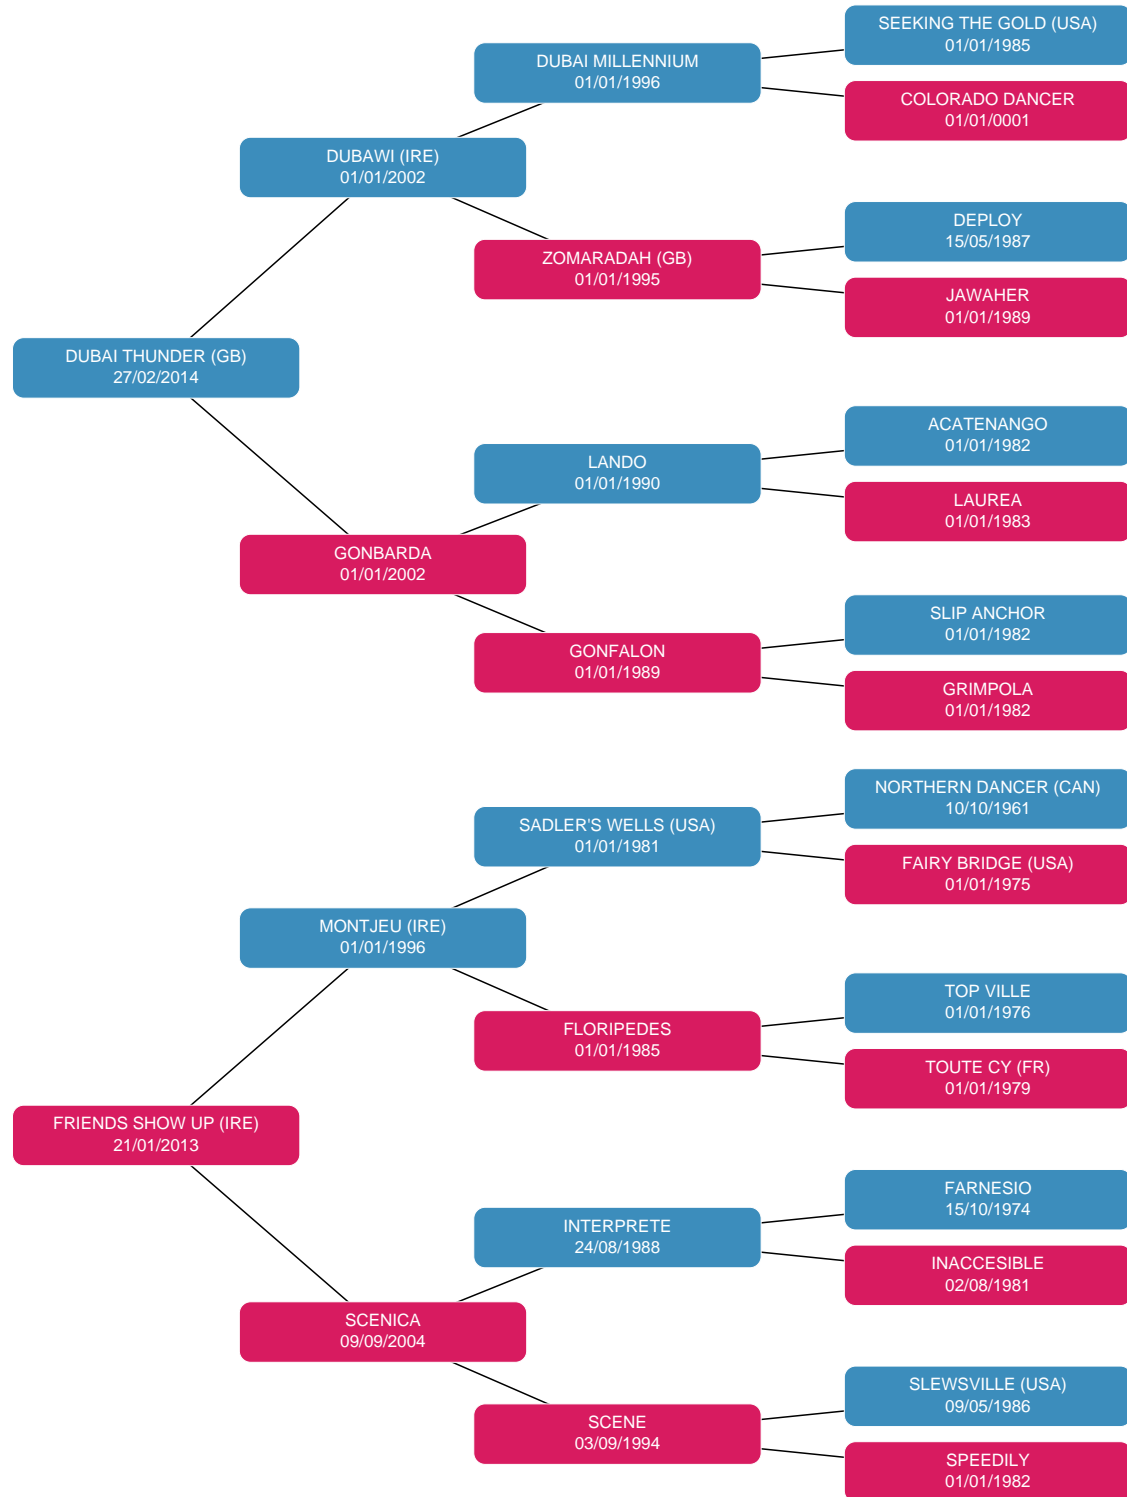 SEEKING THE GOLD (USA)
01/01/1985
DUBAI MILLENNIUM
01/01/1996
COLORADO DANCER
01/01/0001
DUBAWI (IRE)
01/01/2002
DEPLOY
15/05/1987
ZOMARADAH (GB)
01/01/1995
JAWAHER
01/01/1989
DUBAI THUNDER (GB)
27/02/2014
ACATENANGO
01/01/1982
LANDO
01/01/1990
LAUREA
01/01/1983
GONBARDA
01/01/2002
SLIP ANCHOR
01/01/1982
GONFALON
01/01/1989
GRIMPOLA
01/01/1982
NORTHERN DANCER (CAN)
10/10/1961
SADLER'S WELLS (USA)
01/01/1981
FAIRY BRIDGE (USA)
01/01/1975
MONTJEU (IRE)
01/01/1996
TOP VILLE
01/01/1976
FLORIPEDES
01/01/1985
TOUTE CY (FR)
01/01/1979
FRIENDS SHOW UP (IRE)
21/01/2013
FARNESIO
15/10/1974
INTERPRETE
24/08/1988
INACCESIBLE
02/08/1981
SCENICA
09/09/2004
SLEWSVILLE (USA)
09/05/1986
SCENE
03/09/1994
SPEEDILY
01/01/1982